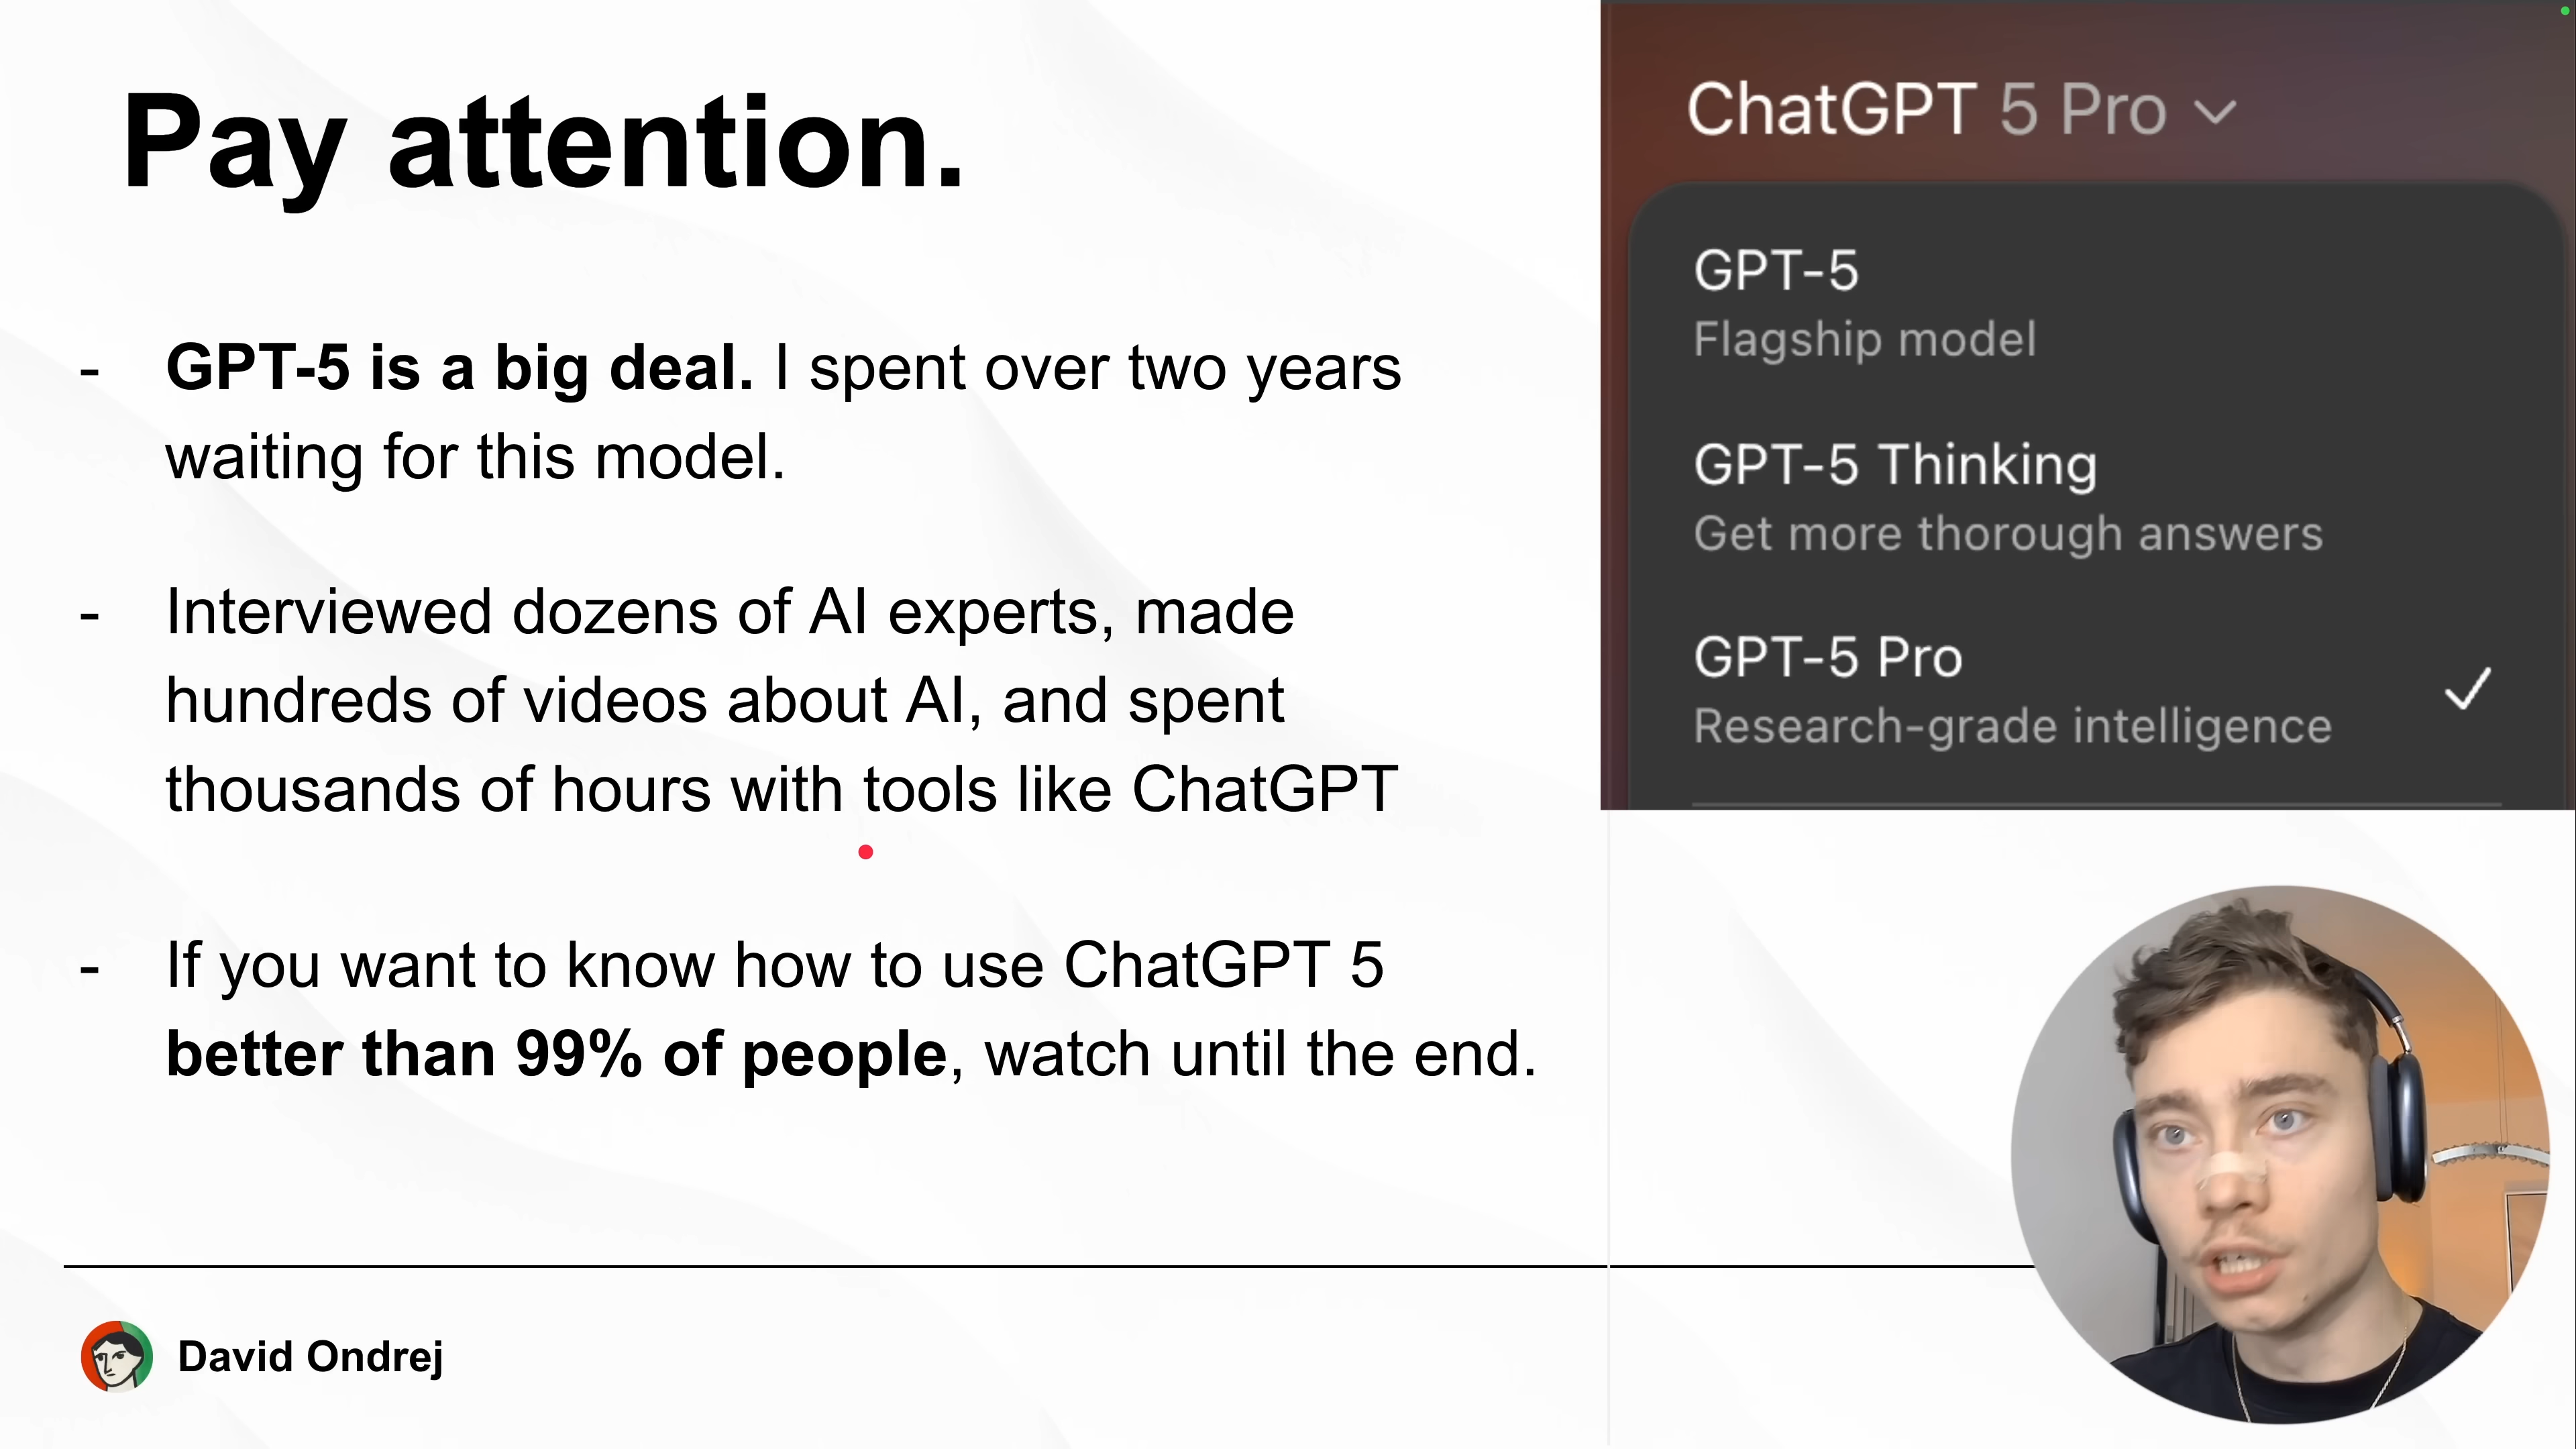 Pay attention.
- GPT-5 is a big deal. I spent over two years
waiting for this model.
- Interviewed dozens of AI experts, made
hundreds of videos about AI, and spent
thousands of hours with tools like ChatGPT
- If you want to know how to use ChatGPT 5
better than 99% of people, watch until the end.
David Ondrej
ChatGPT 5 Pro
GPT-5
Flagship model
GPT-5 Thinking
Get more thorough answers
GPT-5 Pro
Research-grade intelligence